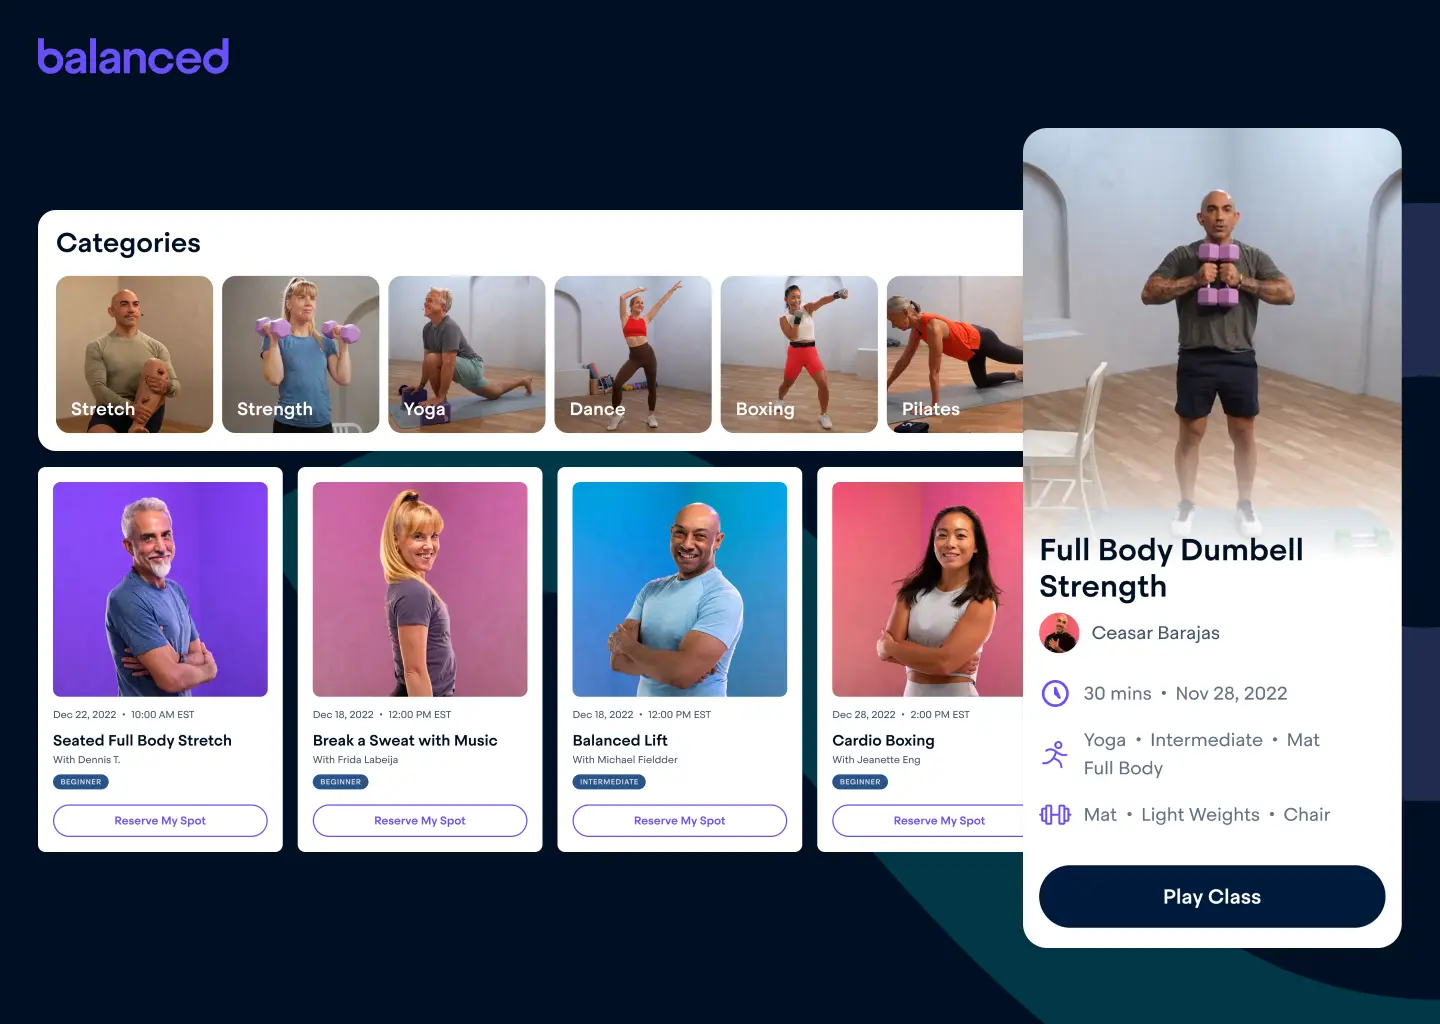 balanced
Categories
Stretch
Strength
Yoga
Dance
Boxing
Pilates
Dec 22, 2022 • 10:00 AM EST
Seated Full Body Stretch
With Dennis T.
BEGINNER
Reserve My Spot
Dec 18, 2022 • 12:00 PM EST
Break a Sweat with Music
With Frida Labeija
BEGINNER
Reserve My Spot
Dec 18, 2022 • 12:00 PM EST
Balanced Lift
With Michael Fieldder
INTERMEDIATE
Reserve My Spot
Dec 28, 2022 • 2:00 PM EST
Cardio Boxing
With Jeanette Eng
BEGINNER
Reserve My Spot
Full Body Dumbell
Strength
Ceasar Barajas
30 mins • Nov 28, 2022
Yoga • Intermediate • Mat
Full Body
Mat • Light Weights • Chair
Play Class